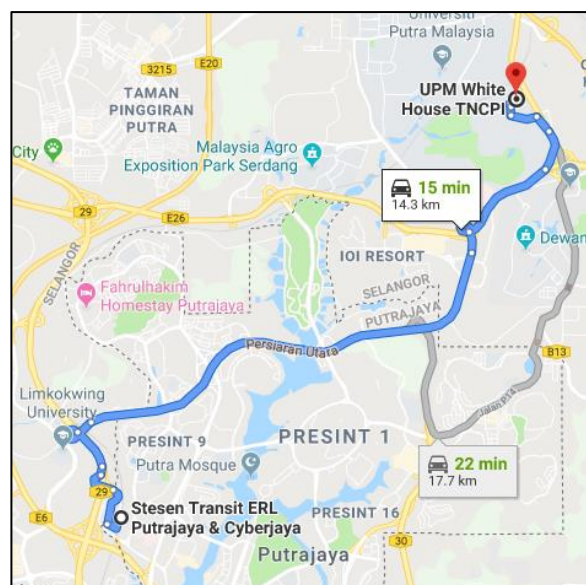 Universiti
Putra Malaysia
3215
E20
TAMAN
PINGGIRAN
PUTRA
UPM White
House TNCPI
City
Malaysia Agro
Exposition Park Serdang
15 min
14.3 km
29
E26
Dewan
SELANGOR
IOI RESORT
Fahrulhakim
Homestay Putrajaya
SELANGOR
PUTRAJAYA
Persiaran Utara
B13
Limkokwing
University
Jalan P14
PRESINT 9
PRESINT 1
Putra Mosque
22 min
17.7 km
29
Stesen Transit ERL
Putrajaya & Cyberjaya
E6
PRESINT 16
30
Putrajaya